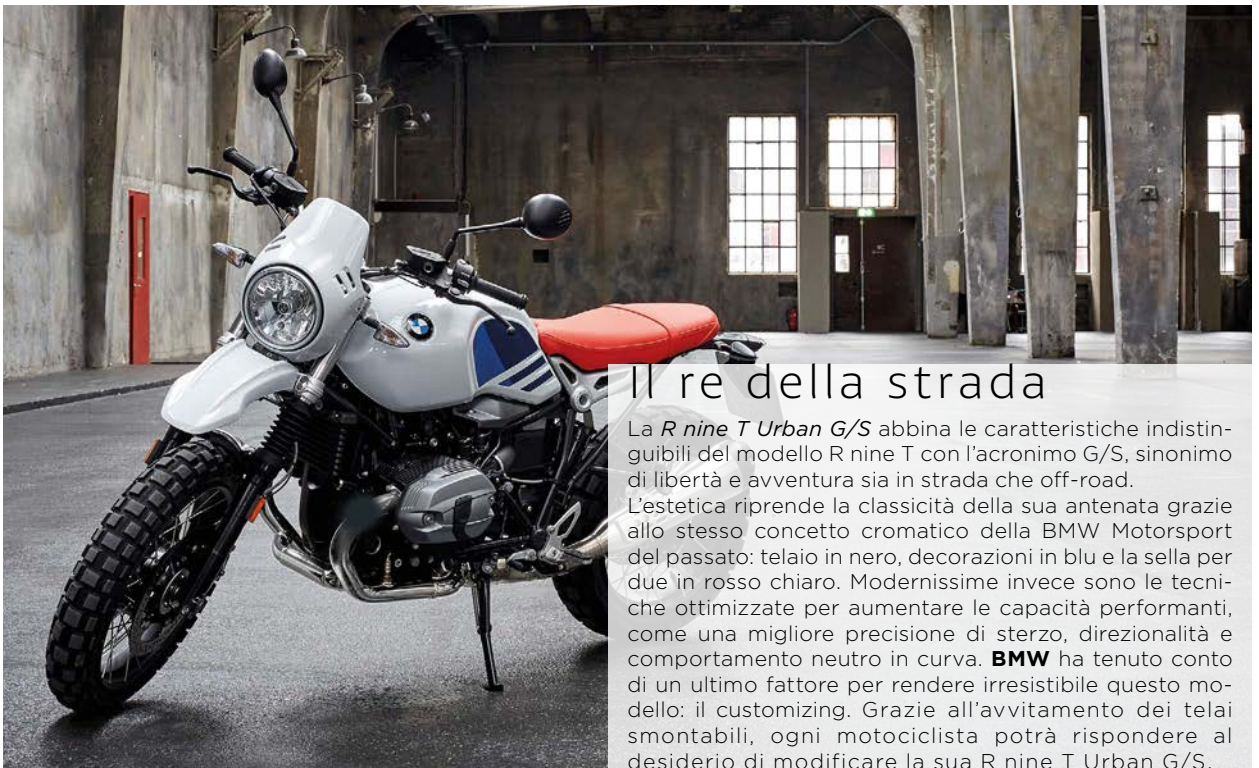 Il re della strada
La R nine T Urban G/S abbina le caratteristiche indistin-
guibili del modello R nine T con l'acronimo G/S, sinonimo
di libertà e avventura sia in strada che off-road.
L'estetica riprende la classicità della sua antenata grazie
allo stesso concetto cromatico della BMW Motorsport
del passato: telaio in nero, decorazioni in blu e la sella per
due in rosso chiaro. Modernissime invece sono le tecni-
che ottimizzate per aumentare le capacità performanti,
come una migliore precisione di sterzo, direzionalità e
comportamento neutro in curva. BMW ha tenuto conto
di un ultimo fattore per rendere irresistibile questo mo-
dello: il customizing. Grazie all'avvitamento dei telai
smontabili, ogni motociclista potrà rispondere al
desiderio di modificare la sua R nine T Urban G/S.